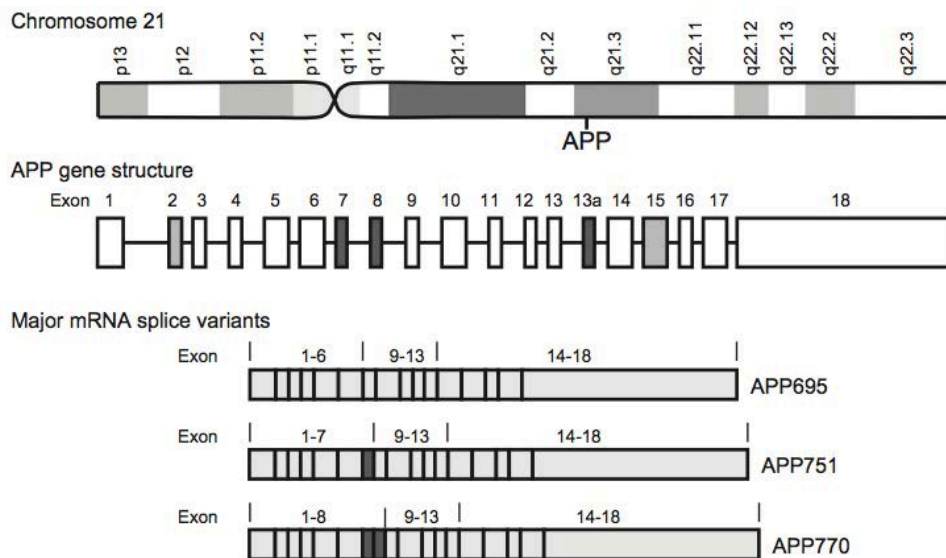 Chromosome 21
p13 p12 p11.2 p11.1 q11.1 q11.2 q21.1 q21.2 q21.3 q22.11 q22.12 q22.13 q22.2 q22.3
APP
APP gene structure
Exon 1 2 3 4 5 6 7 8 9 10 11 12 13 13a 14 15 16 17 18
Major mRNA splice variants
Exon 1-6 9-13 14-18
APP695
Exon 1-7 9-13 14-18
APP751
Exon 1-8 9-13 14-18
APP770